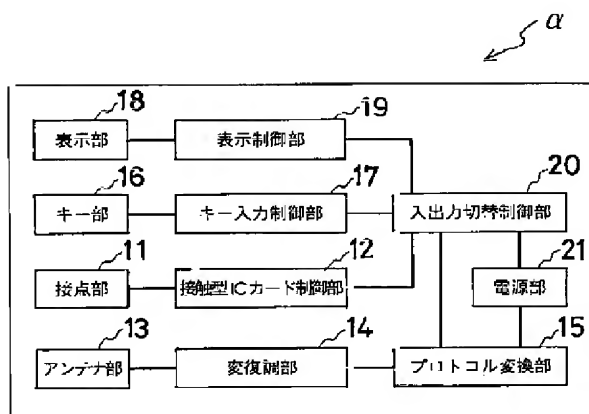 α
18
19
表示部
表示制御部
16
17
20
キー部
キー入力制御部
入出力切替制御部
11
12
21
接点部
接触型ICカード制御部
電源部
13
14
15
アンテナ部
変復調部
プロトコル変換部